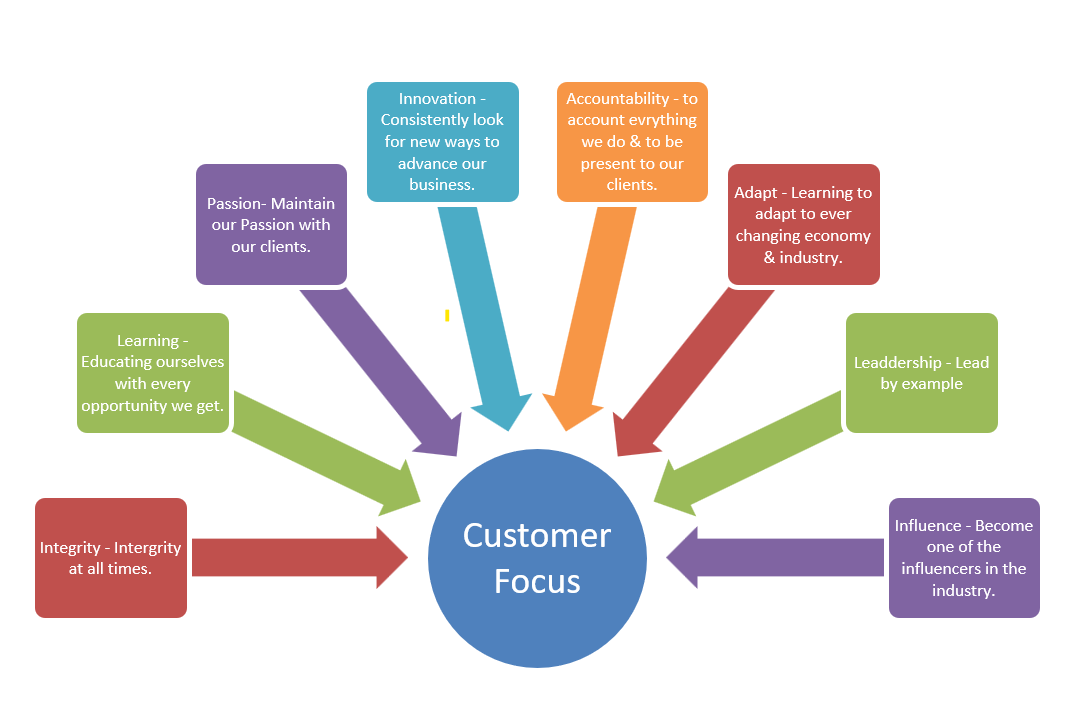 Innovation -
Consistently look
for new ways to
advance our
business.
Accountability - to
account evrything
we do & to be
present to our
clients.
Passion- Maintain
our Passion with
our clients.
Adapt - Learning to
adapt to ever
changing economy
& industry.
Learning -
Educating ourselves
with every
opportunity we get.
Leaddership - Lead
by example
Integrity - Intergrity
at all times.
Customer
Focus
Influence - Become
one of the
influencers in the
industry.